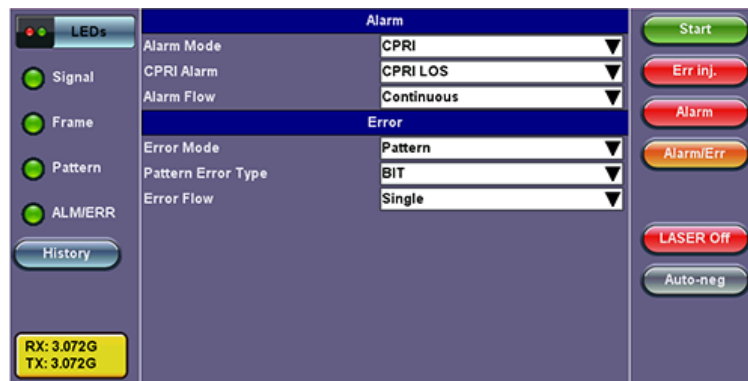 LEDs
Signal
Frame
Pattern
ALM/ERR
History
RX: 3.072G
TX: 3.072G
Alarm
Alarm Mode CPRI
CPRI Alarm CPRI LOS
Alarm Flow Continuous
Error
Error Mode Pattern
Pattern Error Type BIT
Error Flow Single
Start
Err inj.
Alarm
Alarm/Err
LASER Off
Auto-neg